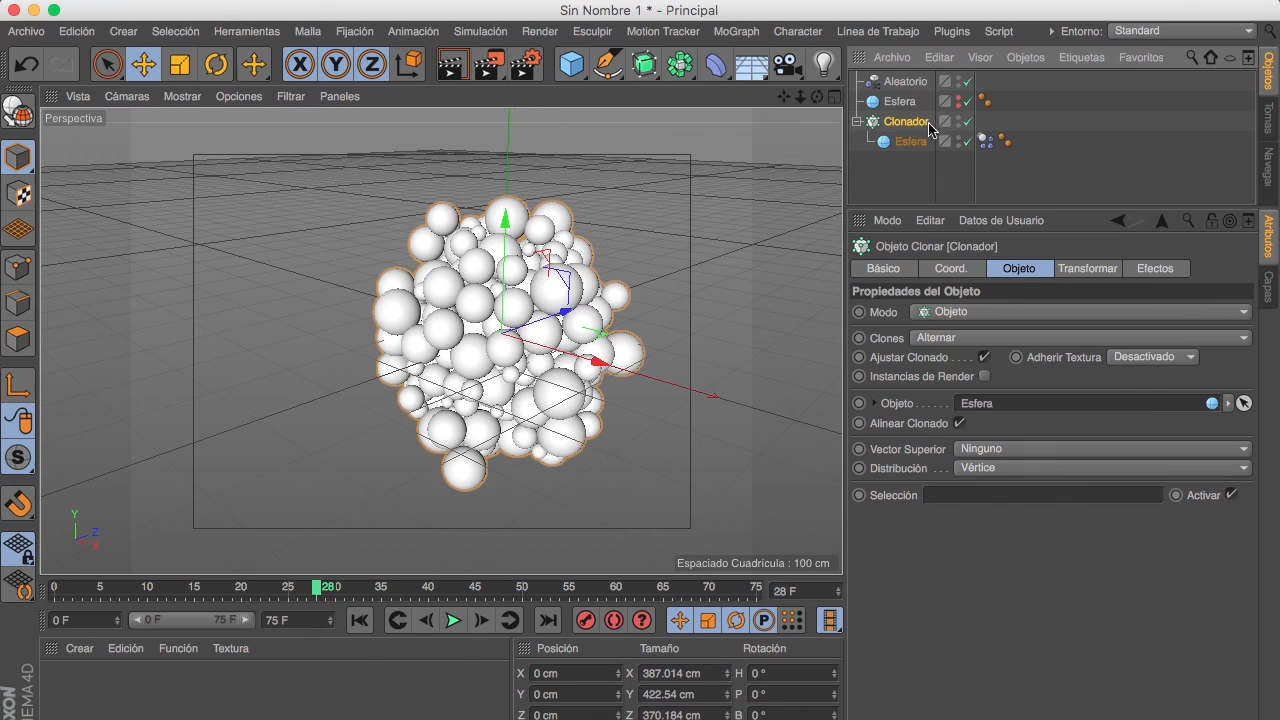 Sin Nombre 1 * - Principal
Archivo Edición Crear Selección Herramientas Malla Fijación Animación Simulación Render Esculpir Motion Tracker MoGraph Character Línea de Trabajo Plugins Script Entorno: Standard
X Y Z
Archivo Editar Visor Objetos Etiquetas Favoritos
Objetos
Tomas
Navegar
Atributos
Capas
Vista Cámaras Mostrar Opciones Filtrar Paneles
Perspectiva
Aleatorio
Esfera
Clonador
Esfera
Modo Editar Datos de Usuario
Objeto Clonar [Clonador]
Básico Coord. Objeto Transformar Efectos
Propiedades del Objeto
Modo Objeto
Clones Alternar
Ajustar Clonado . . . . Adherir Textura Desactivado
Instancias de Render
Objeto . . . . . . Esfera
Alinear Clonado
Vector Superior Ninguno
Distribución . . . Vértice
Selección Activar
S
Y
Z
X
Espaciado Cuadrícula : 100 cm
0 5 10 15 20 25 28 0 35 40 45 50 55 60 65 70 75 28 F
0 F 0 F 75 F 75 F P
Crear Edición Función Textura
Posición Tamaño Rotación
X 0 cm X 387.014 cm H 0 °
Y 0 cm Y 422.54 cm P 0 °
Z 0 cm Z 370.184 cm B 0 °